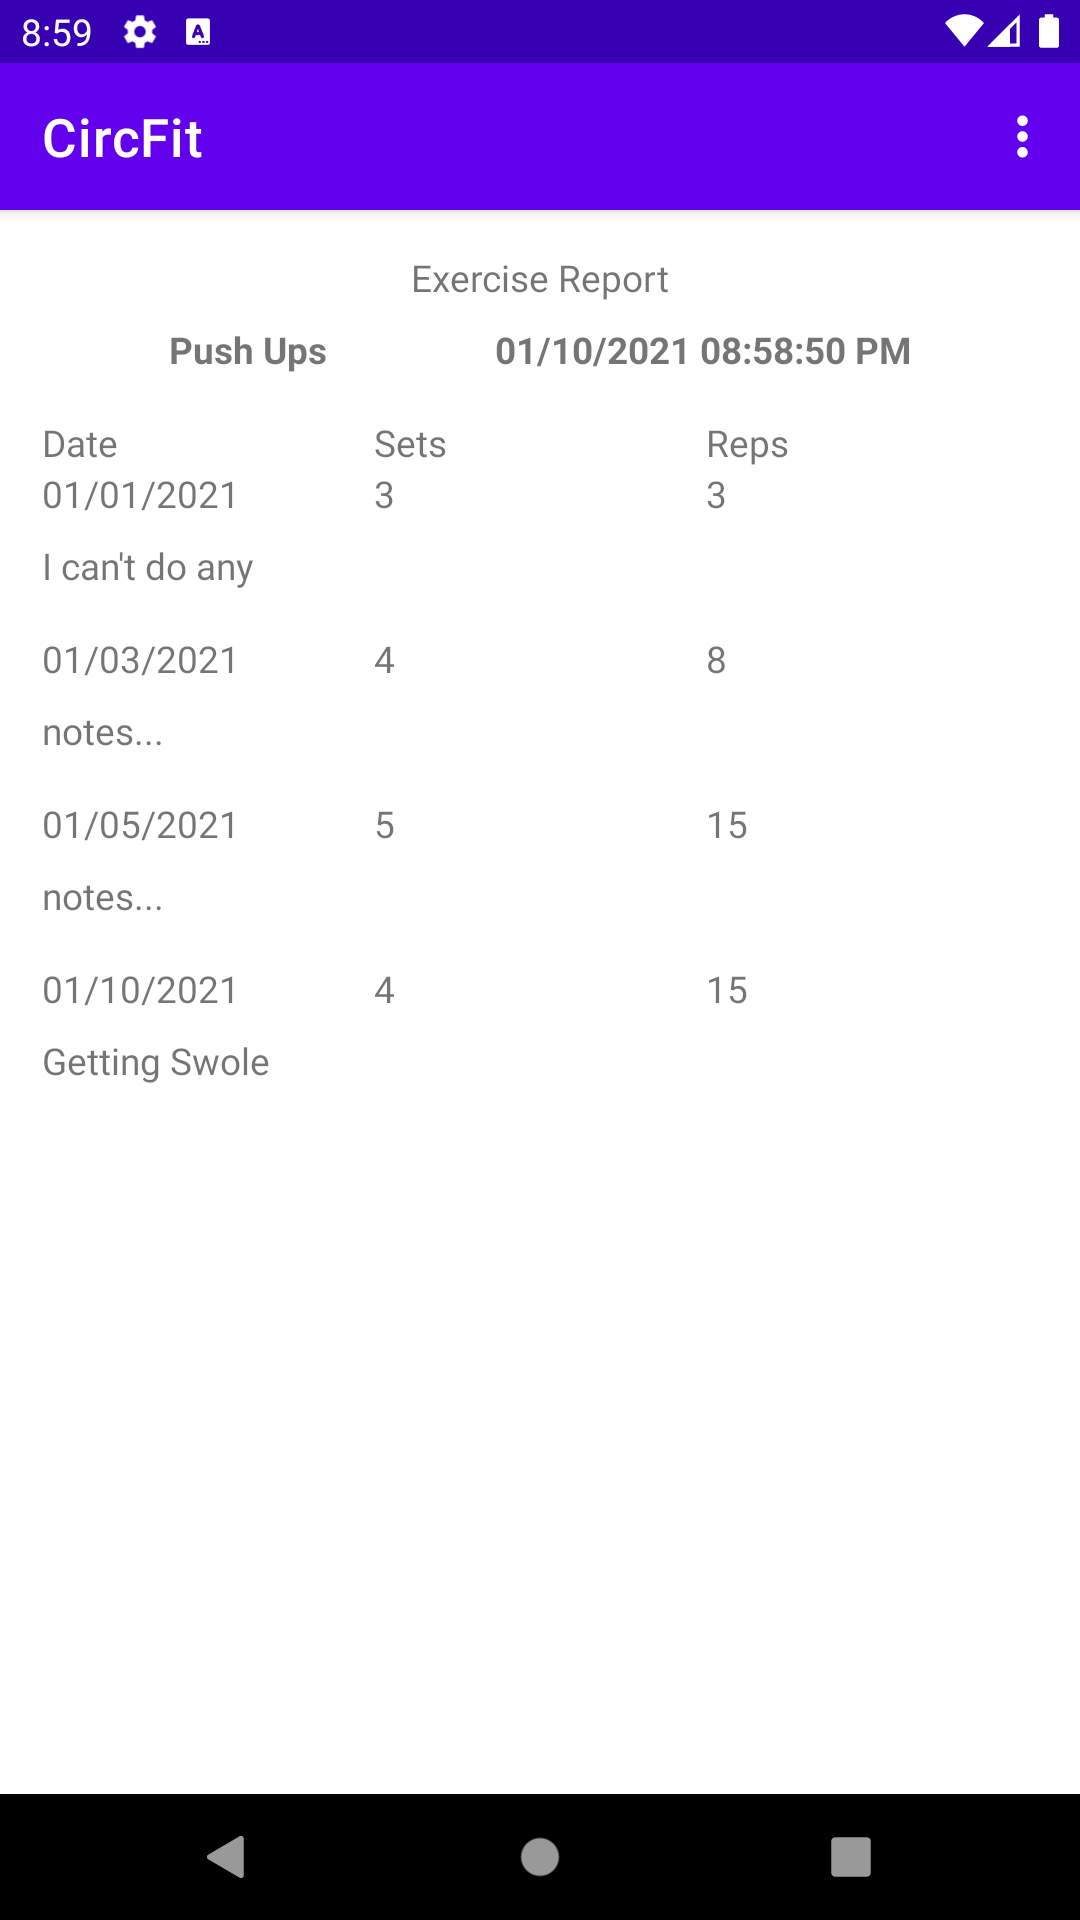 8:59
CircFit
Exercise Report
Push Ups 01/10/2021 08:58:50 PM
Date Sets Reps
01/01/2021 3 3
I can't do any
01/03/2021 4 8
notes...
01/05/2021 5 15
notes...
01/10/2021 4 15
Getting Swole